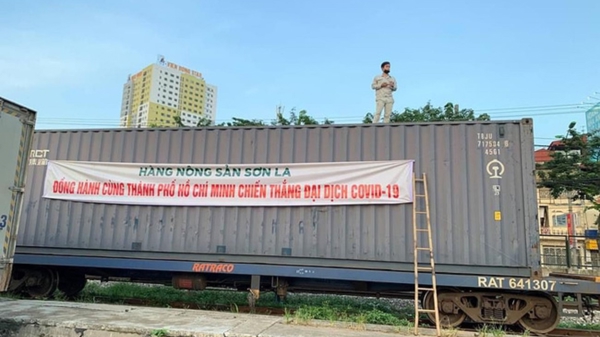 HÀNG NÔNG SẢN SƠN LA
ĐỒNG HÀNH CÙNG THÀNH PHỐ HỒ CHÍ MINH CHIẾN THẮNG ĐẠI DỊCH COVID-19
RATRACO
RAT 641307